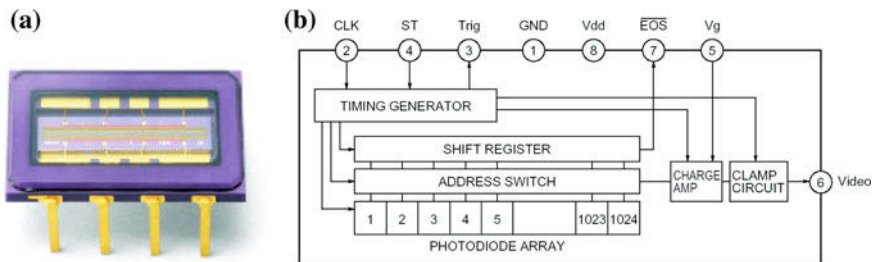 (a)
(b)
CLK ST Trig GND Vdd E̅O̅S̅ Vg
2 4 3 1 8 7 5
TIMING GENERATOR
SHIFT REGISTER
ADDRESS SWITCH
CHARGE AMP
CLAMP CIRCUIT
6 Video
1 2 3 4 5 1023 1024
PHOTODIODE ARRAY